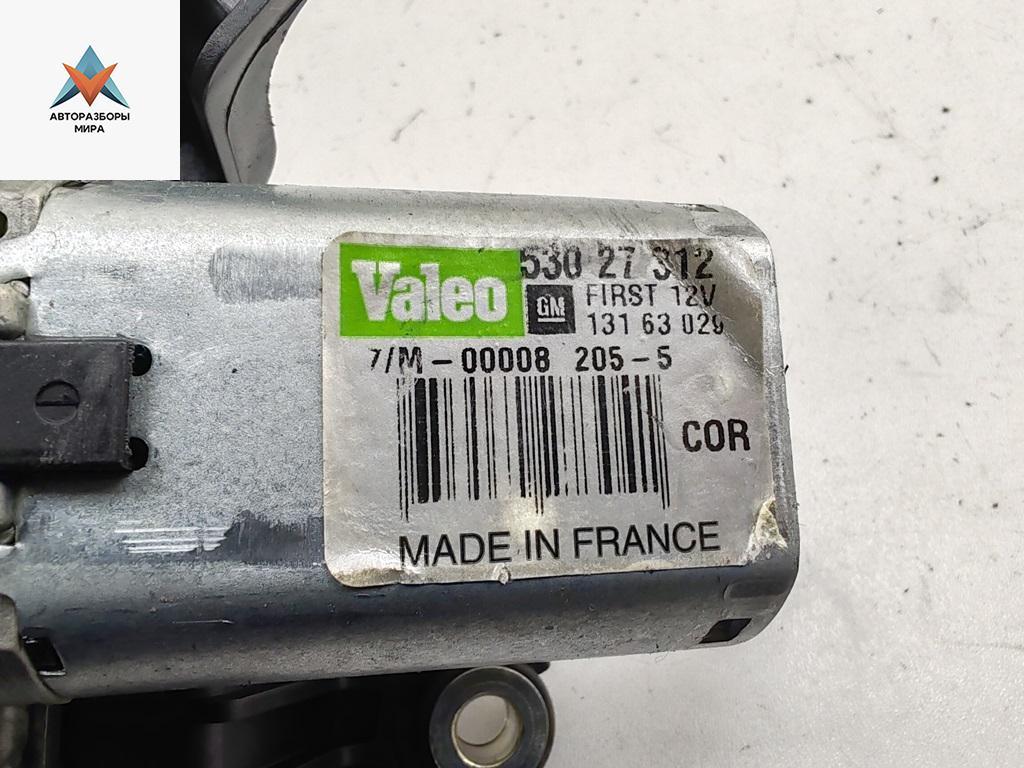 АВТОРАЗБОРЫ
МИРА
Valeo
530 27 312
GM
FIRST 12V
131 63 029
7/M-00008 205-5
COR
MADE IN FRANCE